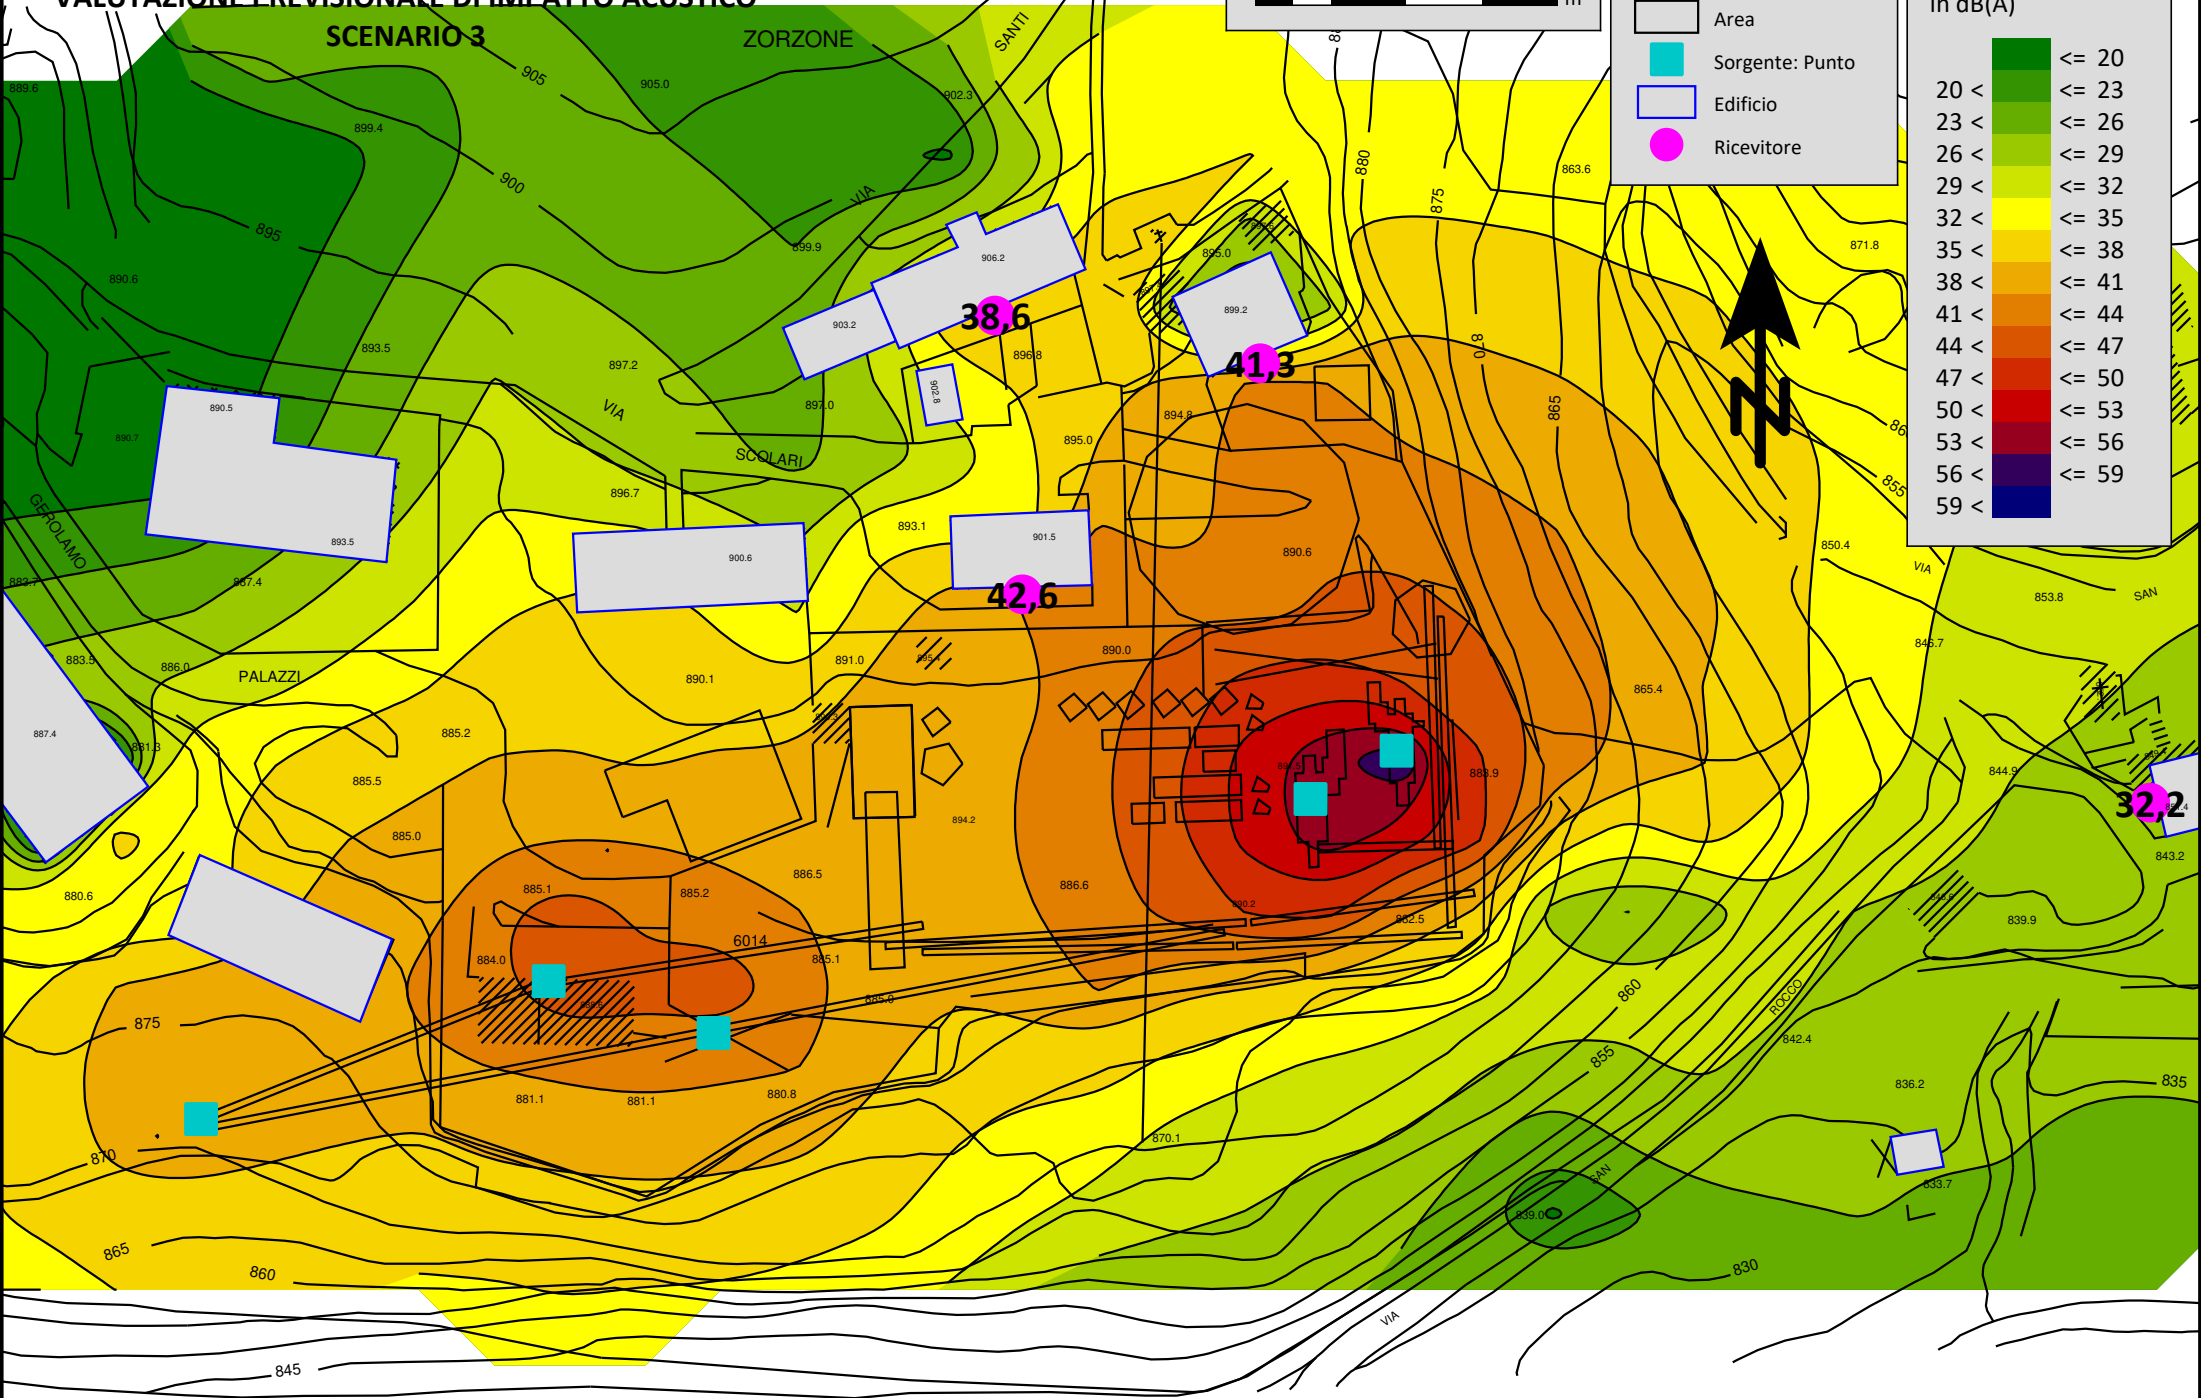 VALUTAZIONE PREVISIONALE DI IMPATTO ACUSTICO
SCENARIO 3
m
Area
Sorgente: Punto
Edificio
Ricevitore
in dB(A)
<= 20
20 < <= 23
23 < <= 26
26 < <= 29
29 < <= 32
32 < <= 35
35 < <= 38
38 < <= 41
41 < <= 44
44 < <= 47
47 < <= 50
50 < <= 53
53 < <= 56
56 < <= 59
59 <
N
ZORZONE
SANTI
VIA
905
905.0
902.3
889.6
899.4
900
895
890.6
899.9
906.2
903.2
38,6
896.8
902.8
895.0
899.2
41,3
880
875
870
865
863.6
871.8
893.5
897.2
897.0
VIA
SCOLARI
890.5
890.7
893.5
896.7
895.0
894.8
893.1
901.5
900.6
42,6
890.6
855
850.4
VIA
SAN
853.8
846.7
GEROLAMO
883.7
887.4
883.5
886.0
PALAZZI
890.1
891.0
890.0
865.4
887.4
881.3
885.2
885.5
885.0
894.2
883.9
844.9
32,2
843.2
880.6
885.1
885.2
886.5
886.6
890.2
882.5
839.9
6014
884.0
885.1
885.0
875
860
ROCCO
842.4
855
836.2
835
881.1
881.1
880.8
870
870.1
SAN
833.7
839.0
865
860
830
VIA
845